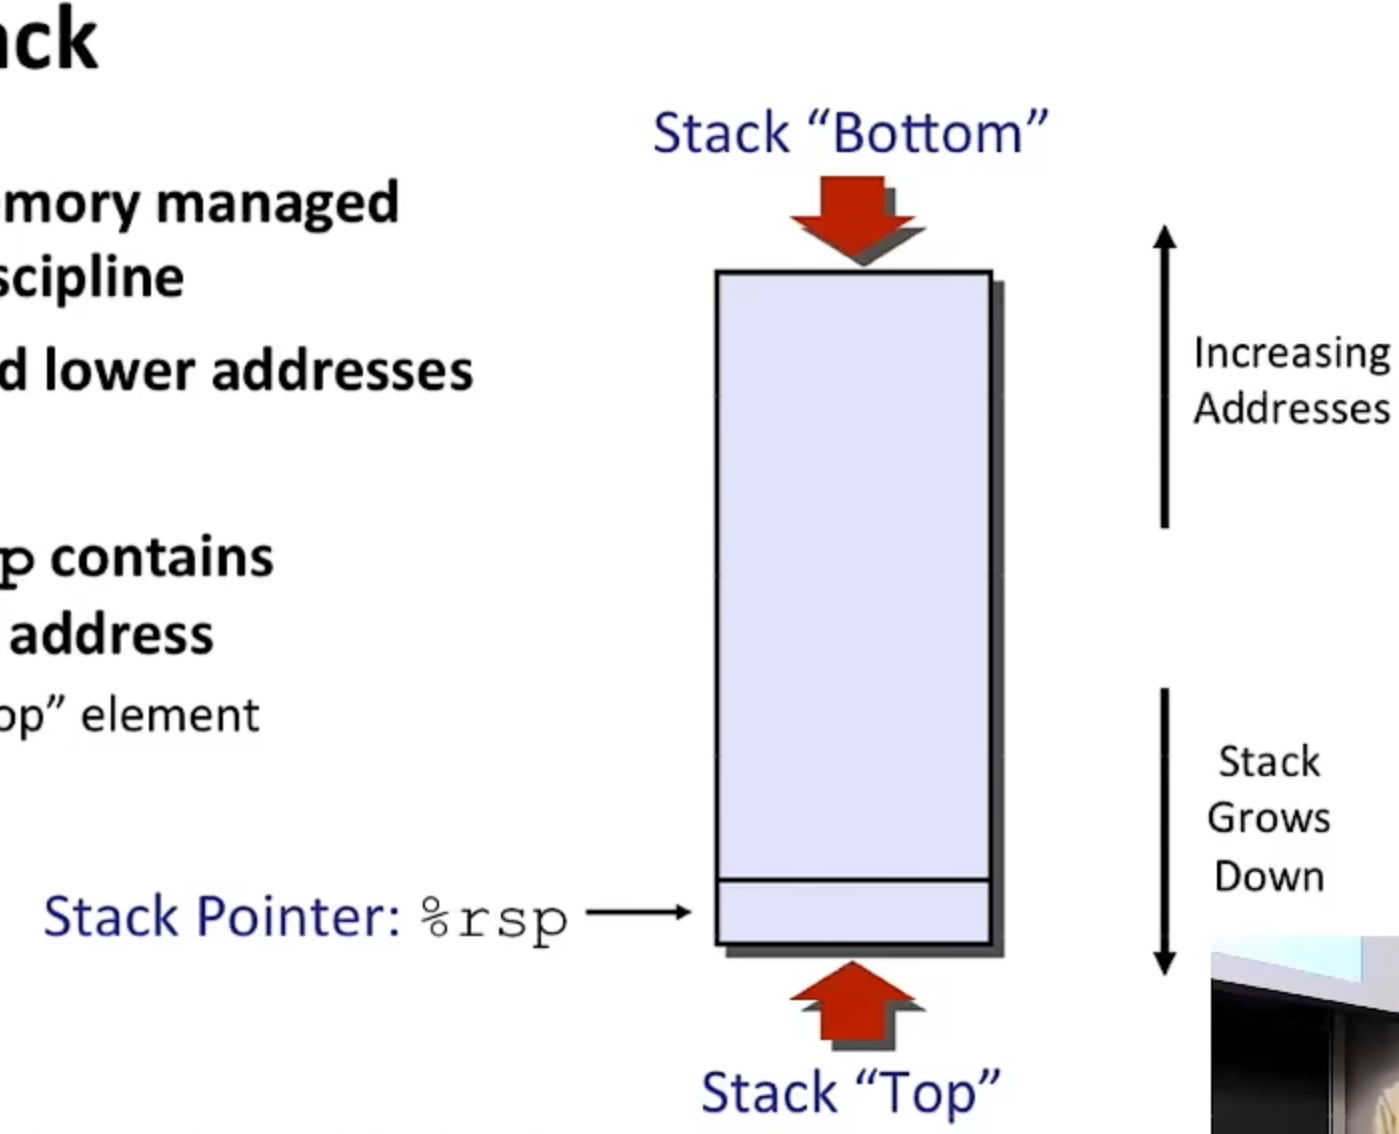 ack
emory managed
scipline
d lower addresses
p contains
address
op” element
Stack “Bottom”
Increasing
Addresses
Stack
Grows
Down
Stack Pointer: %rsp
Stack “Top”